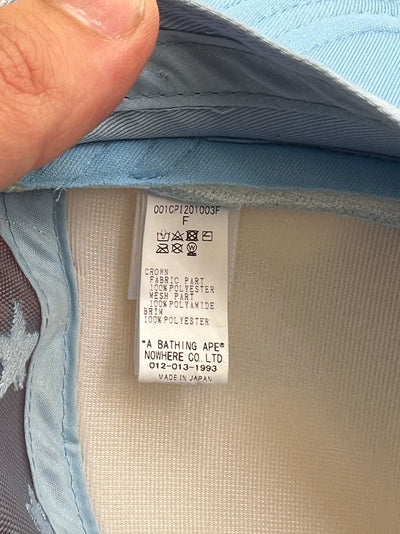 001CPI201003F
F
CROWN
FABRIC PART
100%POLYESTER
MESH PART
100%POLYAMIDE
BRIM
100%POLYESTER
"A BATHING APE"
NOWHERE CO., LTD.
012-013-1993
MADE IN JAPAN